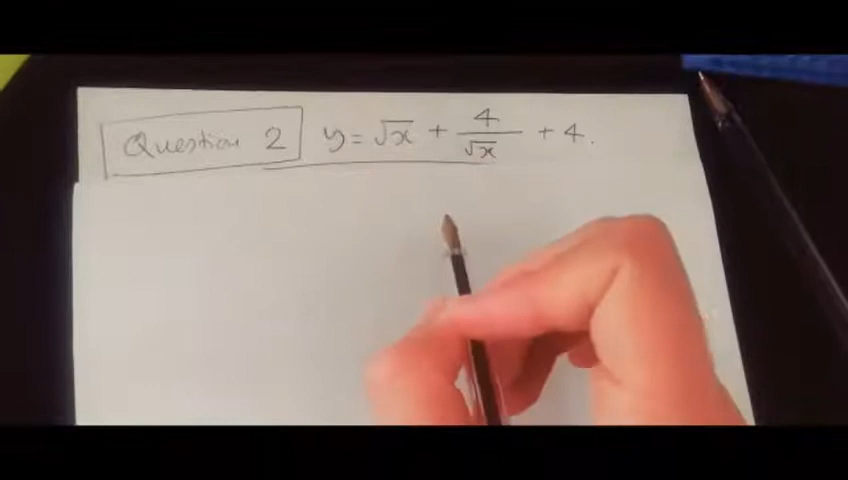 Question 2 y = √x + 4/√x + 4.